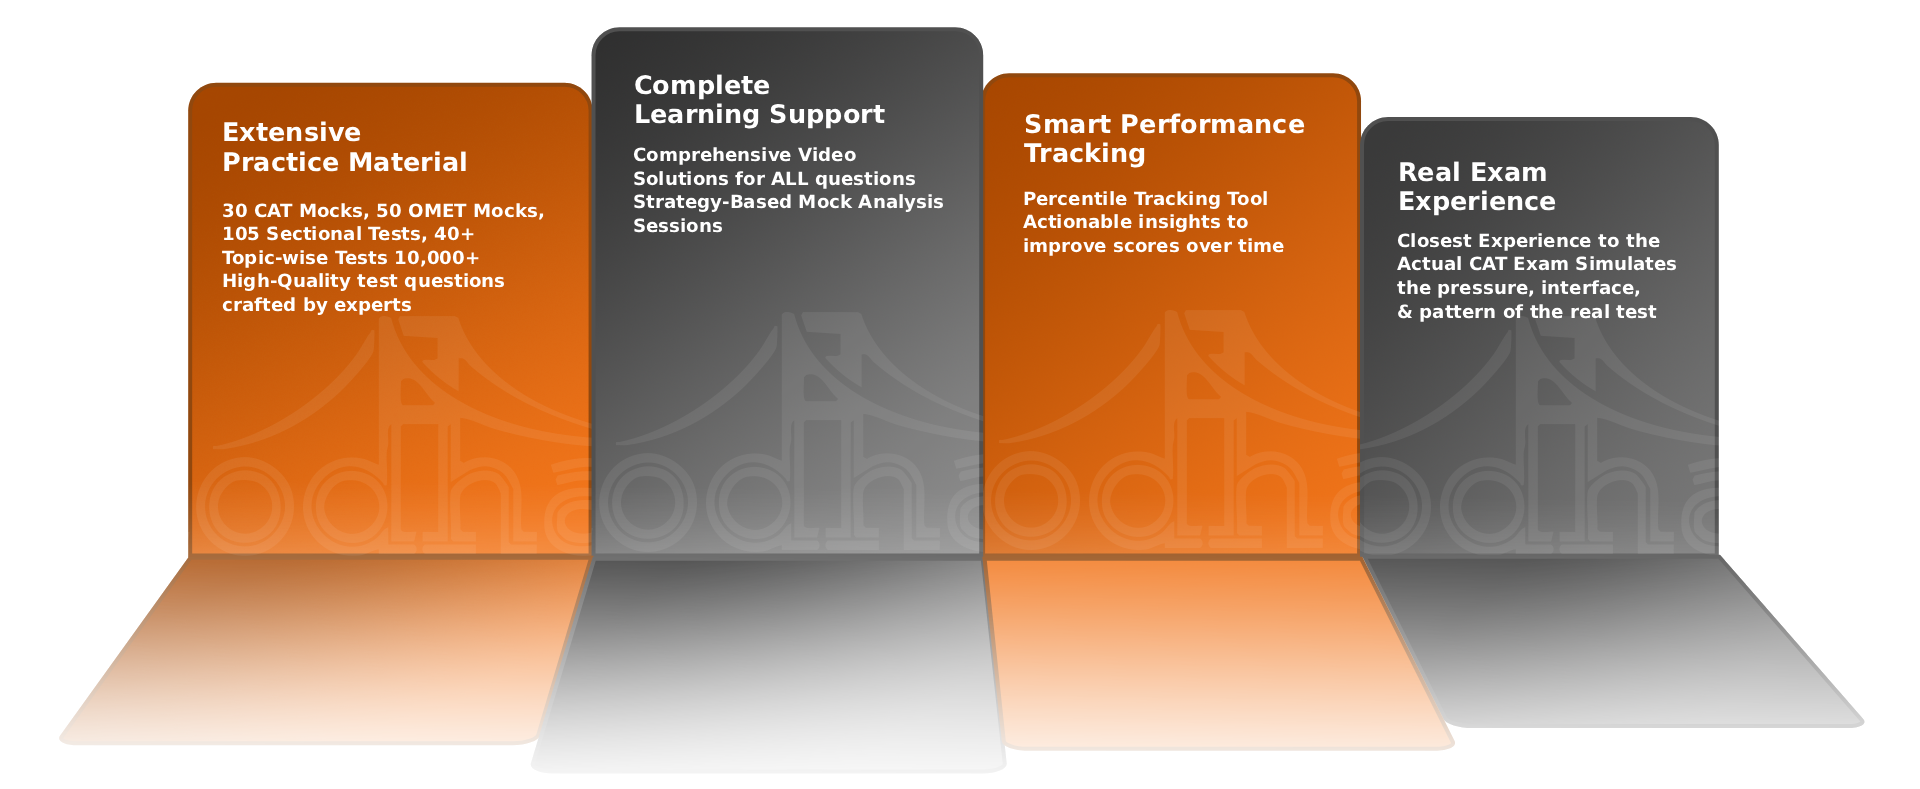 Extensive
Practice Material
30 CAT Mocks, 50 OMET Mocks,
105 Sectional Tests, 40+
Topic-wise Tests 10,000+
High-Quality test questions
crafted by experts
Complete
Learning Support
Comprehensive Video
Solutions for ALL questions
Strategy-Based Mock Analysis
Sessions
Smart Performance
Tracking
Percentile Tracking Tool
Actionable insights to
improve scores over time
Real Exam
Experience
Closest Experience to the
Actual CAT Exam Simulates
the pressure, interface,
& pattern of the real test